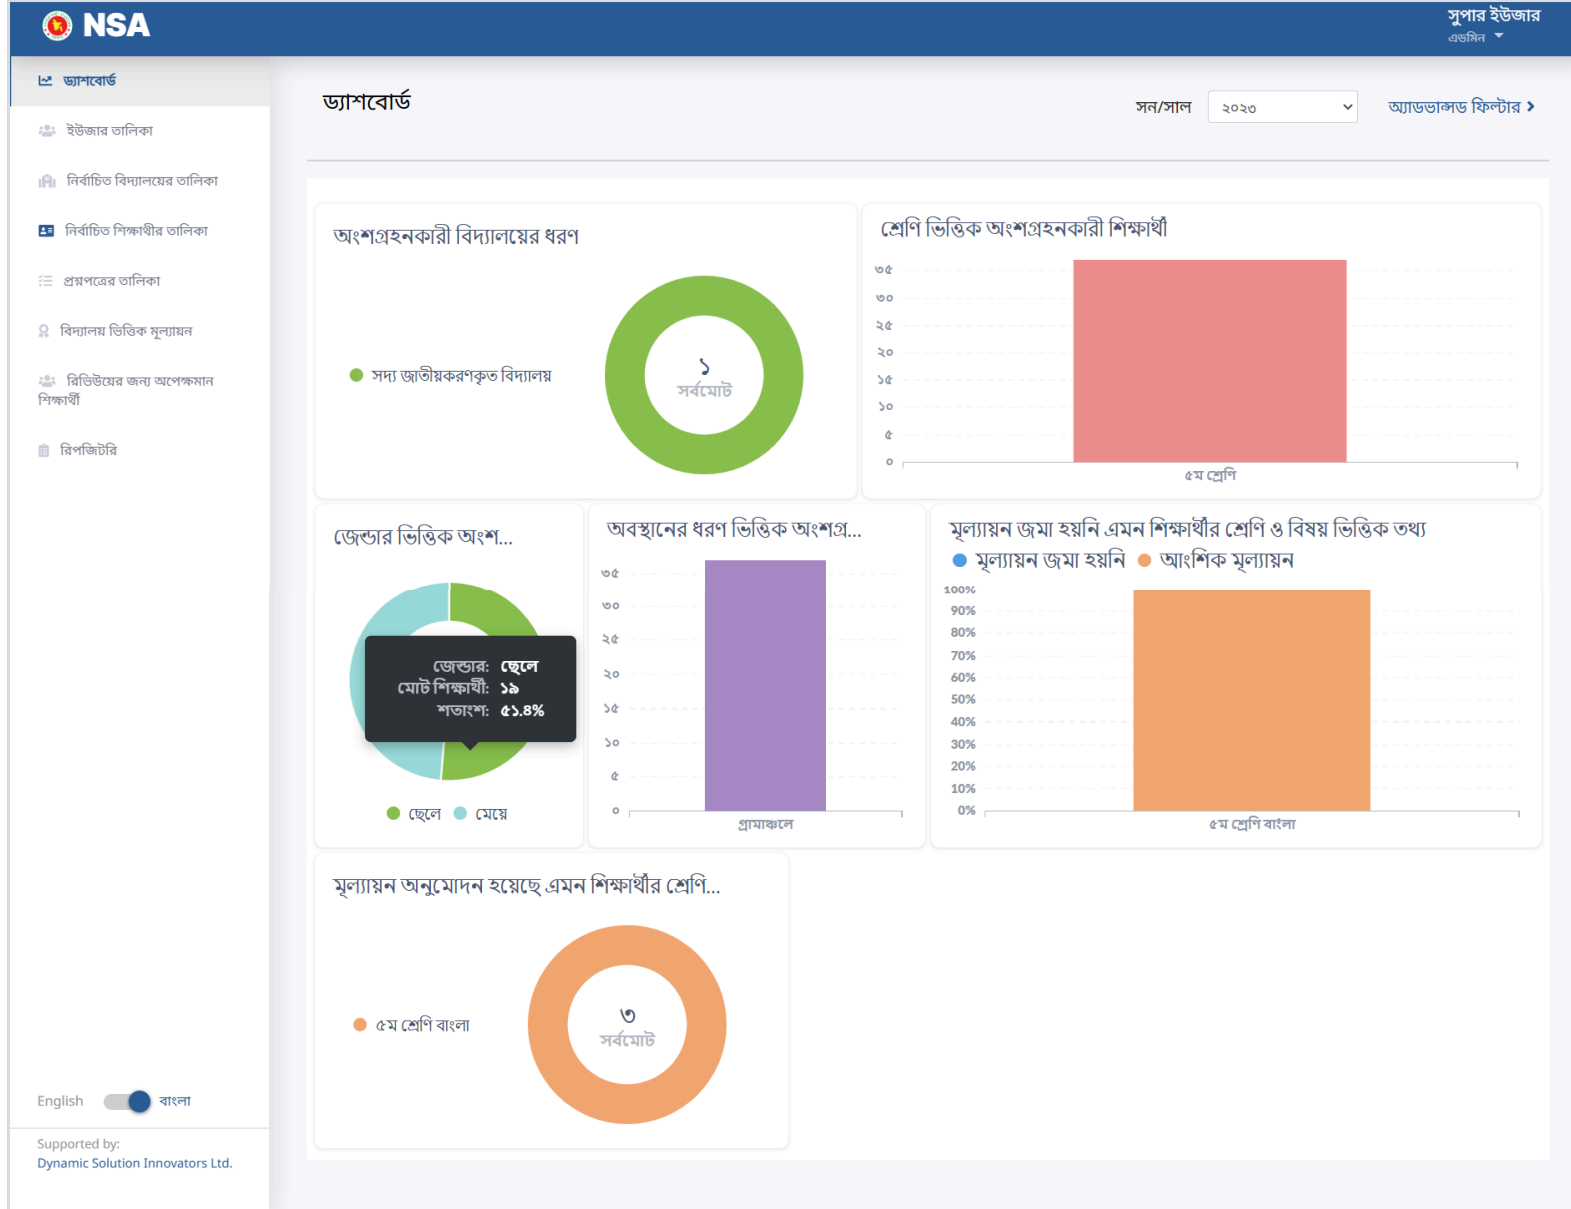 NSA
সুপার ইউজার
এডমিন
ড্যাশবোর্ড
ইউজার তালিকা
নির্বাচিত বিদ্যালয়ের তালিকা
নির্বাচিত শিক্ষার্থীর তালিকা
প্রশ্নপত্রের তালিকা
বিদ্যালয় ভিত্তিক মূল্যায়ন
রিভিউয়ের জন্য অপেক্ষমান
শিক্ষার্থী
রিপজিটরি
English বাংলা
Supported by:
Dynamic Solution Innovators Ltd.
ড্যাশবোর্ড
সন/সাল ২০২৩ অ্যাডভান্সড ফিল্টার
অংশগ্রহনকারী বিদ্যালয়ের ধরণ
সদ্য জাতীয়করণকৃত বিদ্যালয়
১
সর্বমোট
শ্রেণি ভিত্তিক অংশগ্রহনকারী শিক্ষার্থী
৩৫
৩০
২৫
২০
১৫
১০
৫
০
৫ম শ্রেণি
জেন্ডার ভিত্তিক অংশ...
জেন্ডার: ছেলে
মোট শিক্ষার্থী: ১৯
শতাংশ: ৫১.৪%
ছেলে মেয়ে
অবস্থানের ধরণ ভিত্তিক অংশগ্র...
৩৫
৩০
২৫
২০
১৫
১০
৫
০
গ্রামাঞ্চলে
মূল্যায়ন জমা হয়নি এমন শিক্ষার্থীর শ্রেণি ও বিষয় ভিত্তিক তথ্য
মূল্যায়ন জমা হয়নি আংশিক মূল্যায়ন
100%
90%
80%
70%
60%
50%
40%
30%
20%
10%
0%
৫ম শ্রেণি বাংলা
মূল্যায়ন অনুমোদন হয়েছে এমন শিক্ষার্থীর শ্রেণি...
৫ম শ্রেণি বাংলা
৩
সর্বমোট